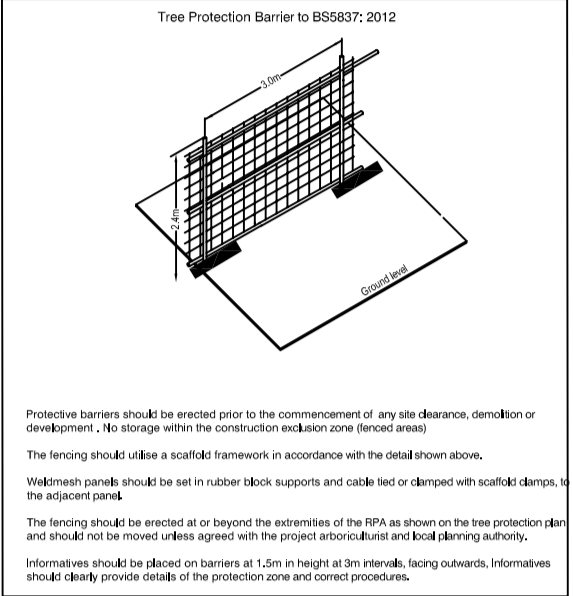 Tree Protection Barrier to BS5837: 2012
3.0m
2.4m
Ground level
Protective barriers should be erected prior to the commencement of any site clearance, demolition or
development . No storage within the construction exclusion zone (fenced areas)
The fencing should utilise a scaffold framework in accordance with the detail shown above.
Weldmesh panels should be set in rubber block supports and cable tied or clamped with scaffold clamps, to
the adjacent panel.
The fencing should be erected at or beyond the extremities of the RPA as shown on the tree protection plan
and should not be moved unless agreed with the project arboriculturist and local planning authority.
Informatives should be placed on barriers at 1.5m in height at 3m intervals, facing outwards, Informatives
should clearly provide details of the protection zone and correct procedures.